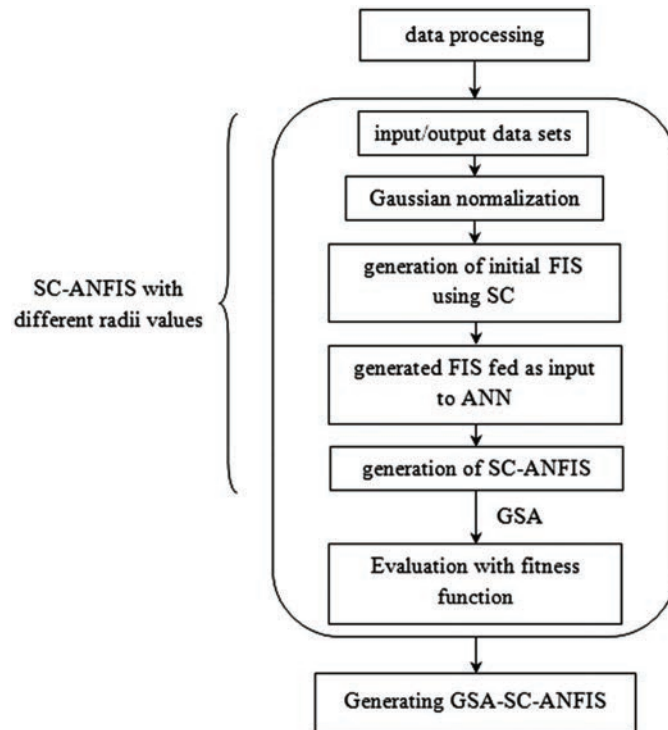 data processing
input/output data sets
Gaussian normalization
generation of initial FIS
using SC
SC-ANFIS with
different radii values
generated FIS fed as input
to ANN
generation of SC-ANFIS
GSA
Evaluation with fitness
function
Generating GSA-SC-ANFIS